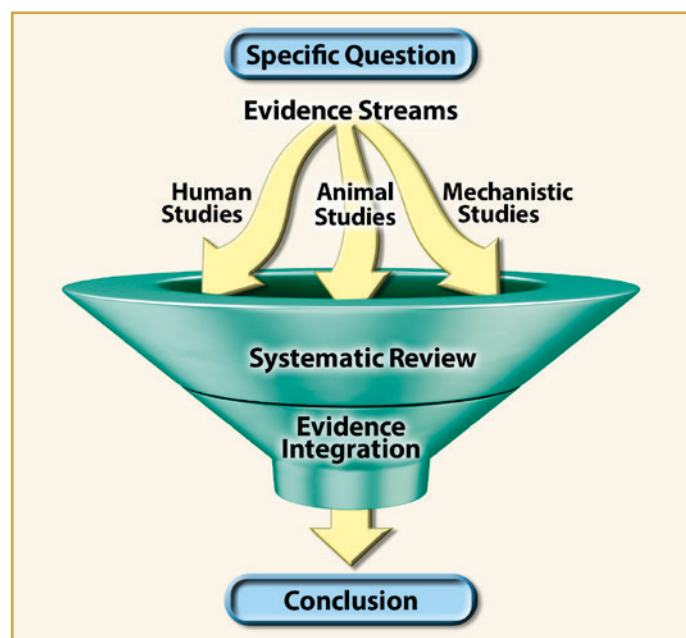 Specific Question
Evidence Streams
Human
Studies
Animal
Studies
Mechanistic
Studies
Systematic Review
Evidence
Integration
Conclusion